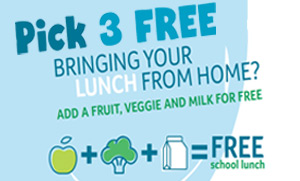 Pick 3 FREE
BRINGING YOUR
LUNCH FROM HOME?
ADD A FRUIT, VEGGIE AND MILK FOR FREE
+ + = FREE
school lunch